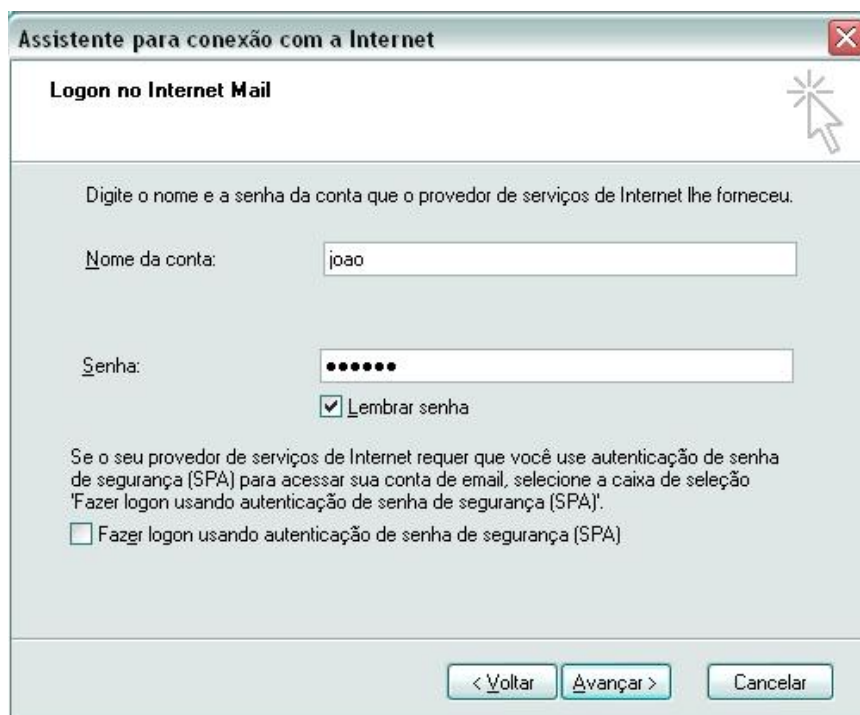 Assistente para conexão com a Internet
Logon no Internet Mail
Digite o nome e a senha da conta que o provedor de serviços de Internet lhe forneceu.
Nome da conta: joao
Senha: ●●●●●●
Lembrar senha
Se o seu provedor de serviços de Internet requer que você use autenticação de senha
de segurança (SPA) para acessar sua conta de email, selecione a caixa de seleção
'Fazer logon usando autenticação de senha de segurança (SPA)'.
Fazer logon usando autenticação de senha de segurança (SPA)
< Voltar Avançar > Cancelar